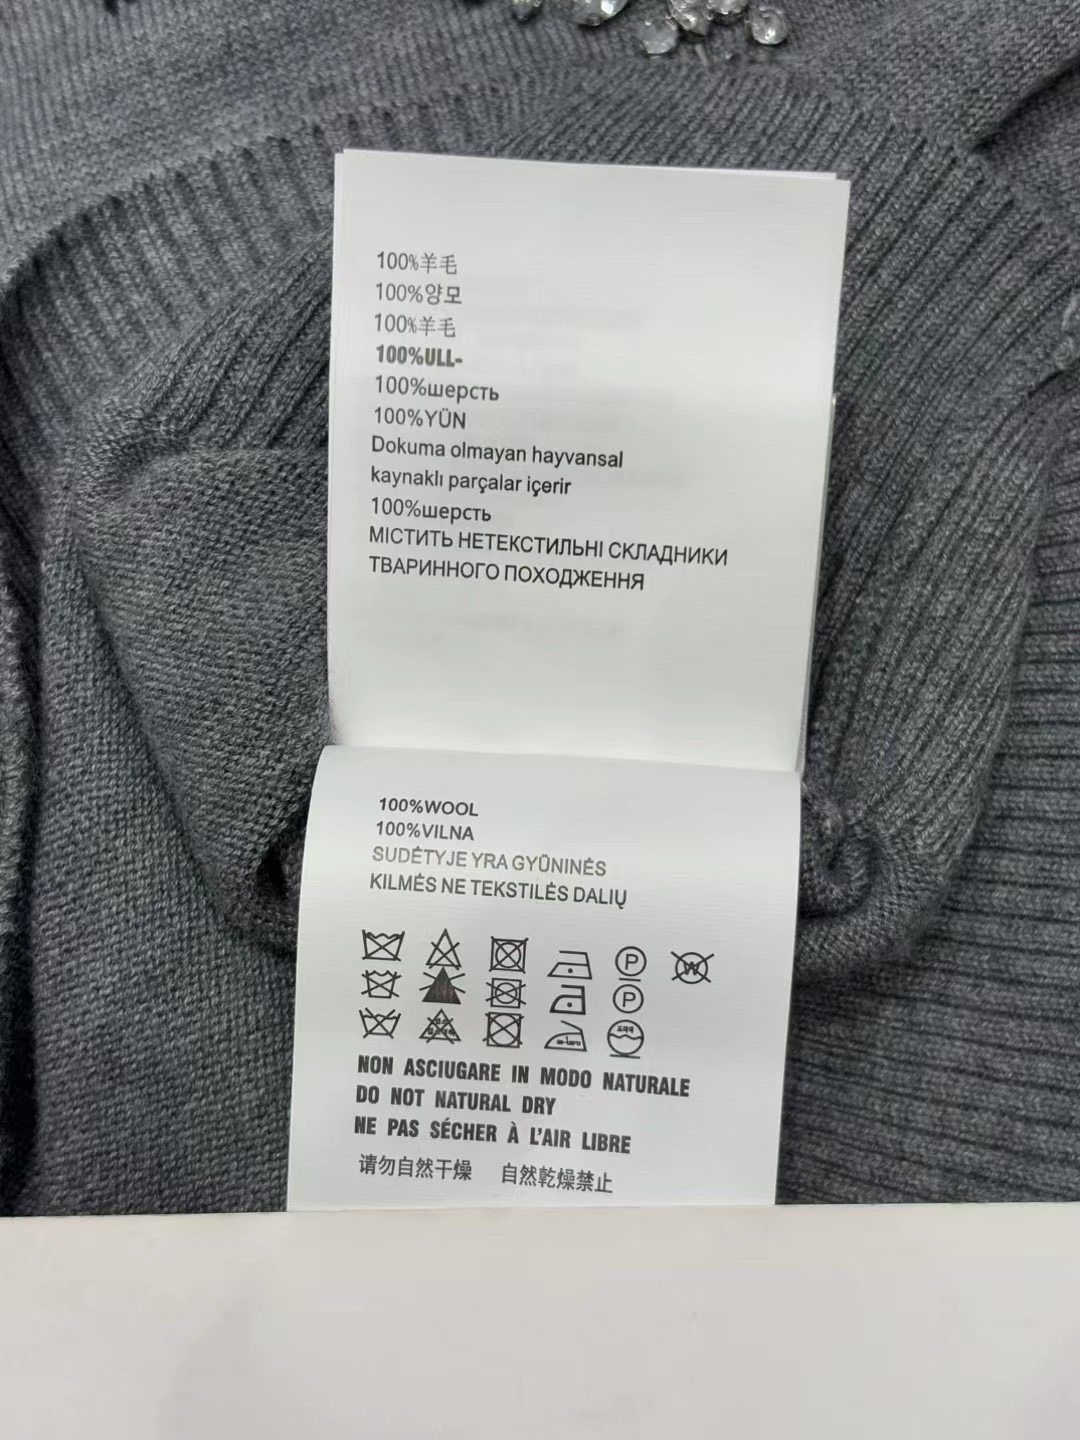 100%羊毛
100%양모
100%羊毛
100%ULL-
100%шерсть
100%YÜN
Dokuma olmayan hayvansal
kaynaklı parçalar içerir
100%шерсть
МІСТИТЬ НЕТЕКСТИЛЬНІ СКЛАДНИКИ
ТВАРИННОГО ПОХОДЖЕННЯ
100%WOOL
100%VILNA
SUDĖTYJE YRA GYŪNINĖS
KILMĖS NE TEKSTILĖS DALIŲ
P W
P
NON ASCIUGARE IN MODO NATURALE
DO NOT NATURAL DRY
NE PAS SÉCHER À L'AIR LIBRE
请勿自然干燥 自然乾燥禁止